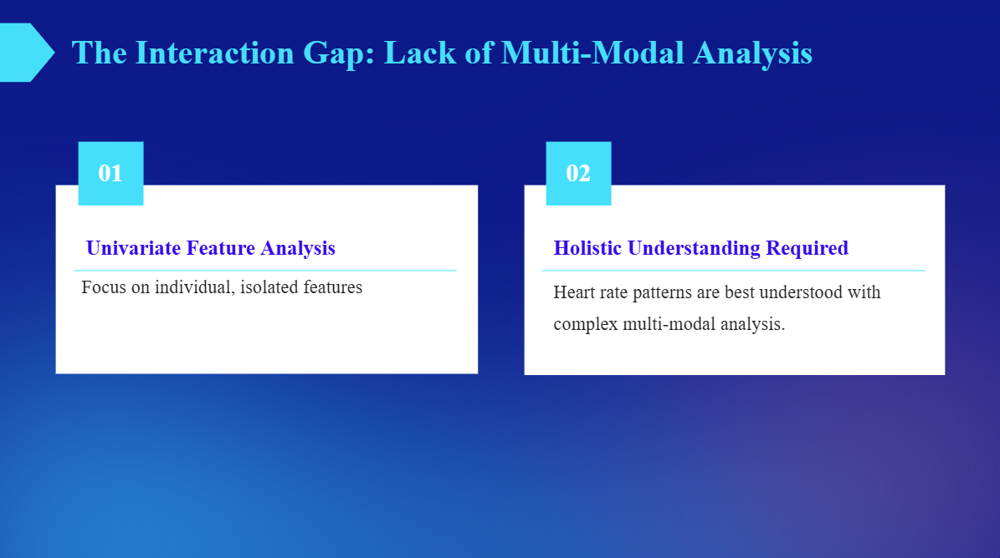 The Interaction Gap: Lack of Multi-Modal Analysis
01
Univariate Feature Analysis
Focus on individual, isolated features
02
Holistic Understanding Required
Heart rate patterns are best understood with
complex multi-modal analysis.